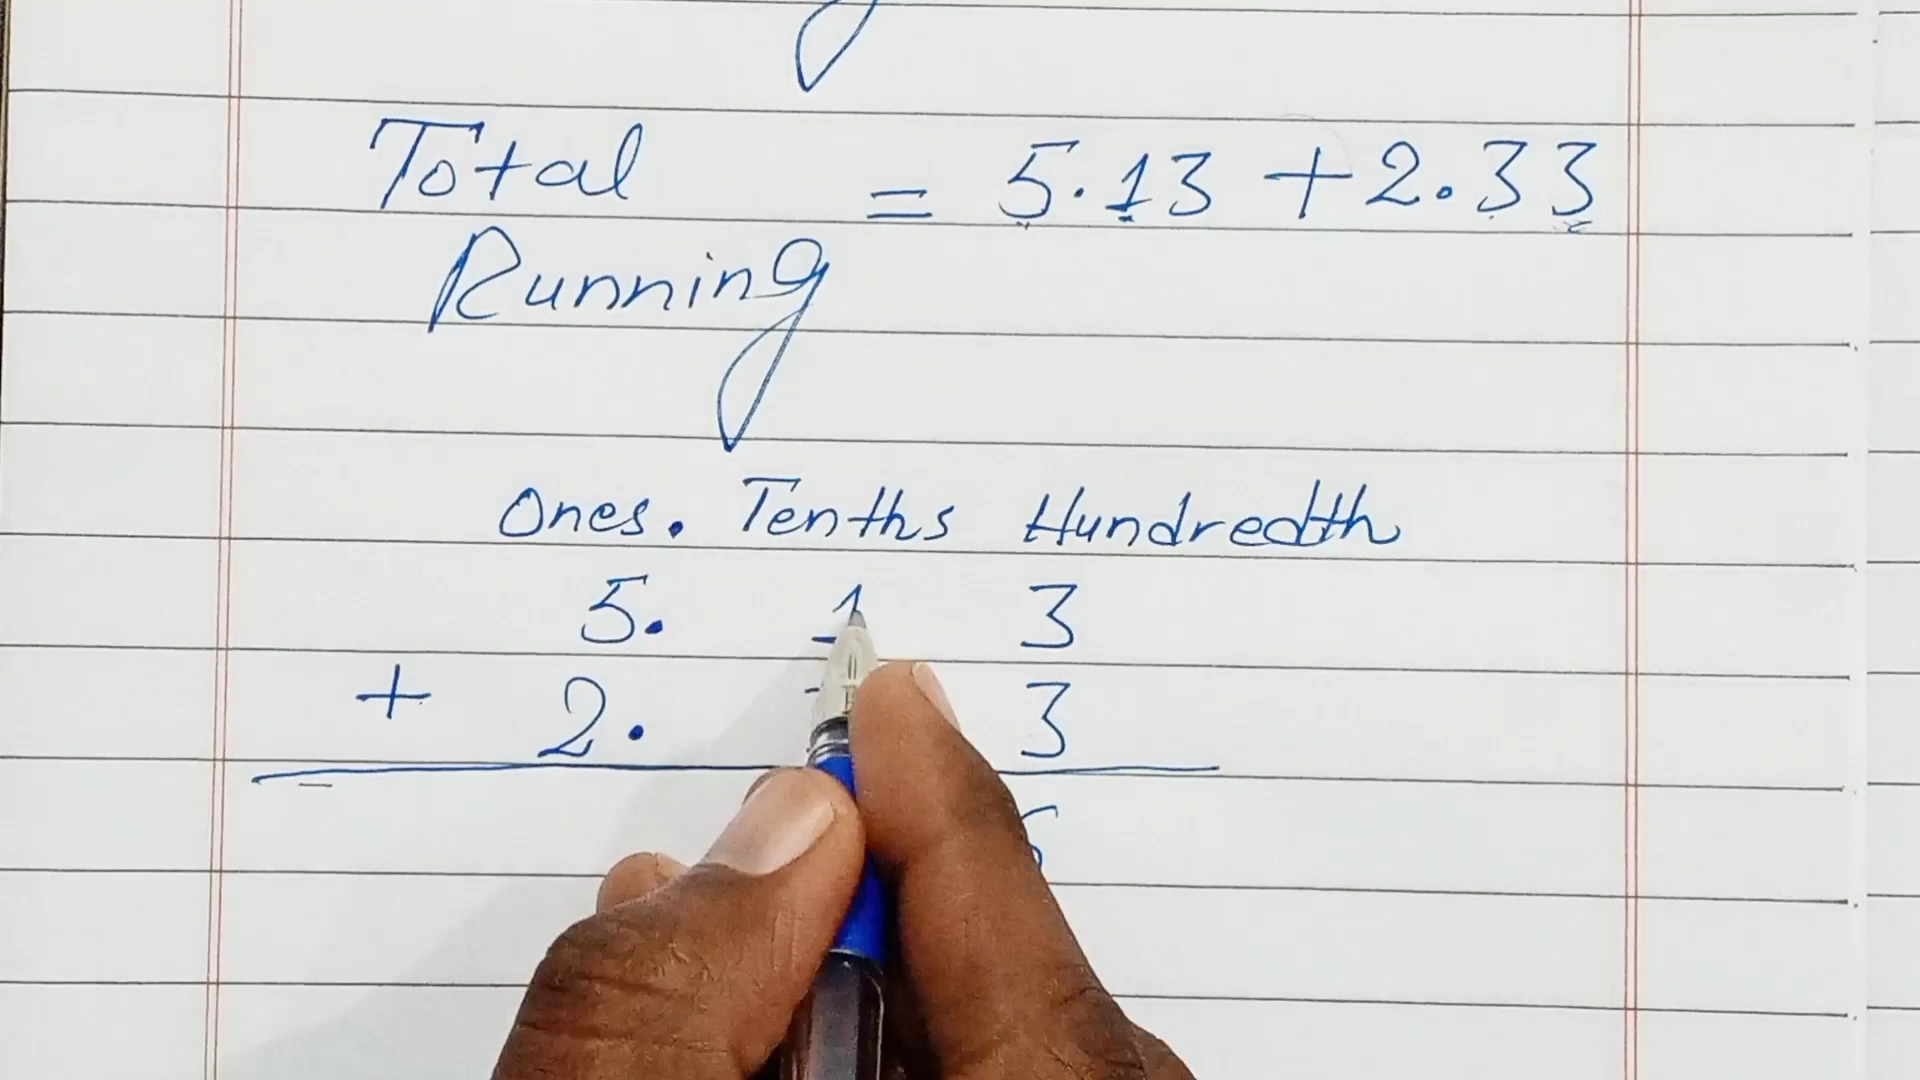 Total = 5.13 + 2.33
Running
Ones. Tenths Hundredth
5. 1 3
+ 2. 3